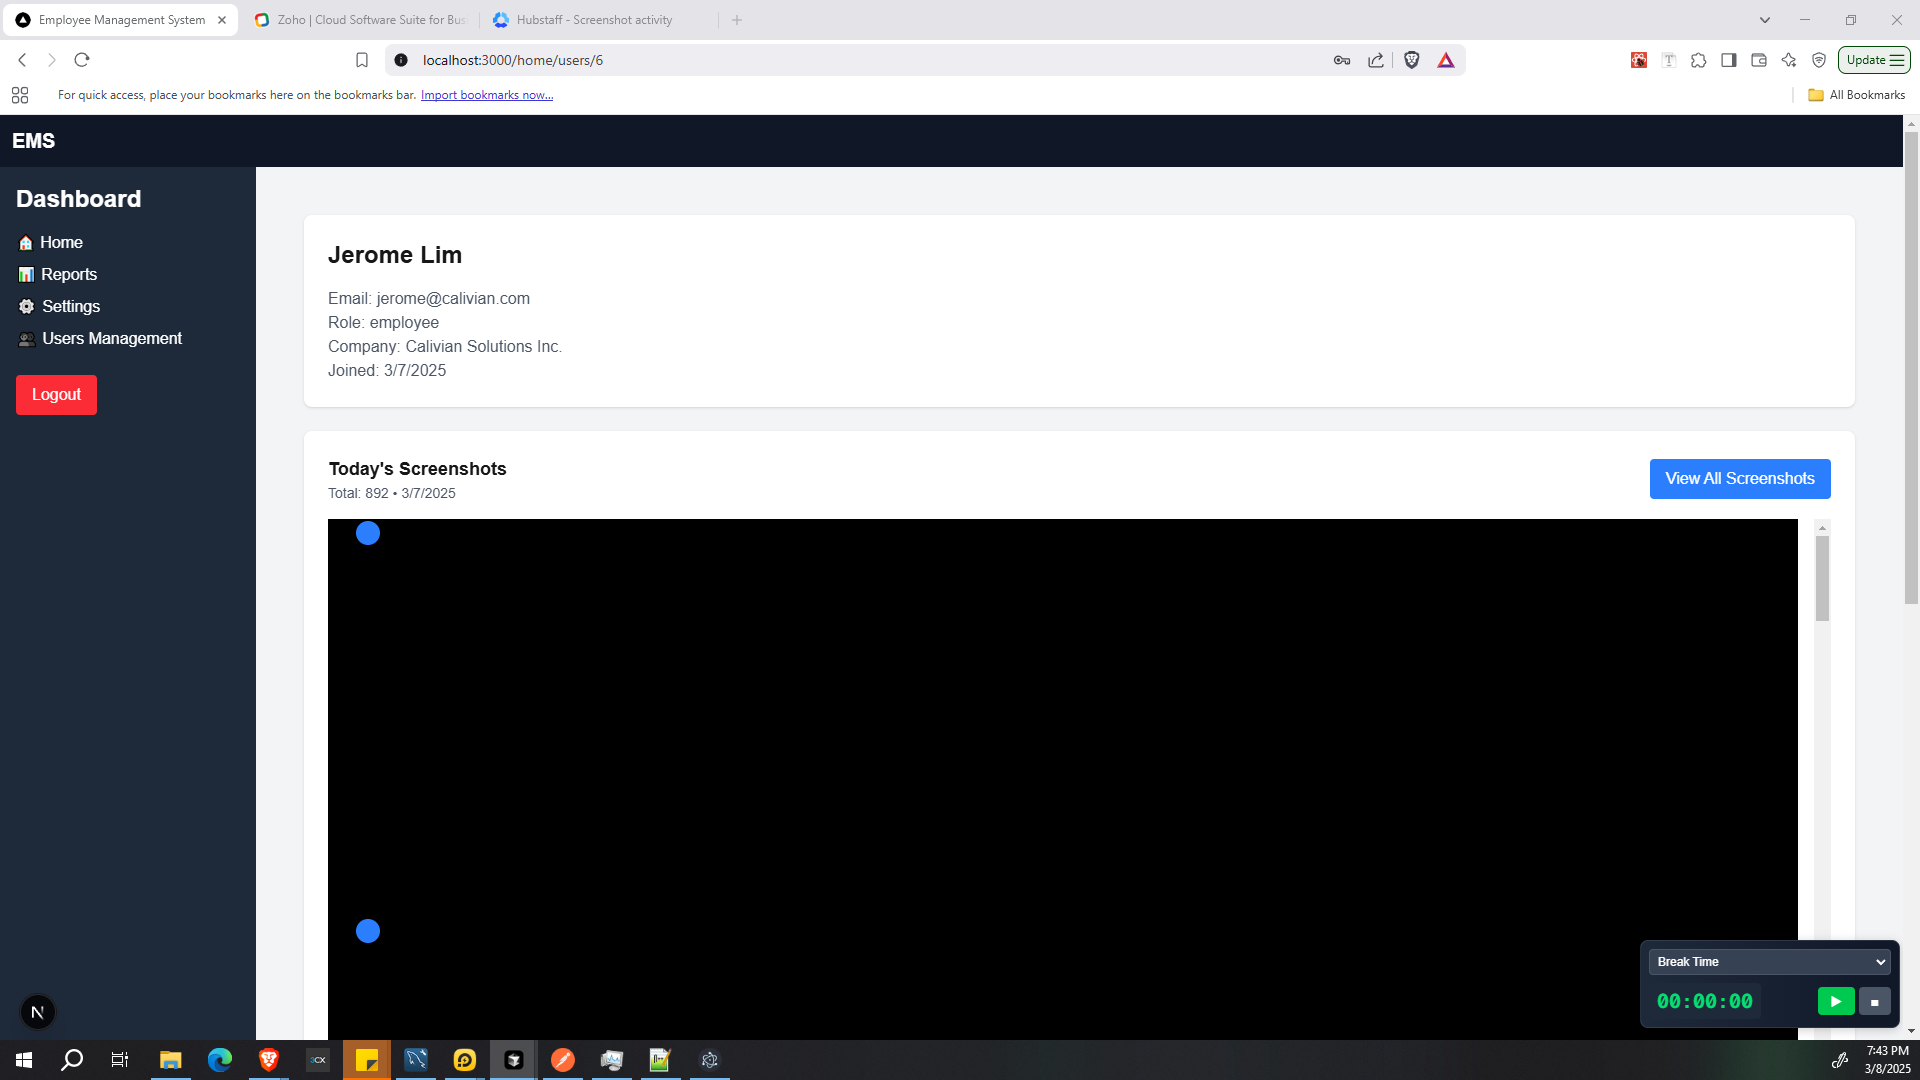 Employee Management System
Zoho | Cloud Software Suite for Bus
Hubstaff - Screenshot activity
localhost:3000/home/users/6
Update
For quick access, place your bookmarks here on the bookmarks bar. Import bookmarks now...
All Bookmarks
EMS
Dashboard
Home
Reports
Settings
Users Management
Logout
Jerome Lim
Email: jerome@calivian.com
Role: employee
Company: Calivian Solutions Inc.
Joined: 3/7/2025
Today's Screenshots
Total: 892 • 3/7/2025
View All Screenshots
Break Time
00:00:00
N
3CX
7:43 PM
3/8/2025